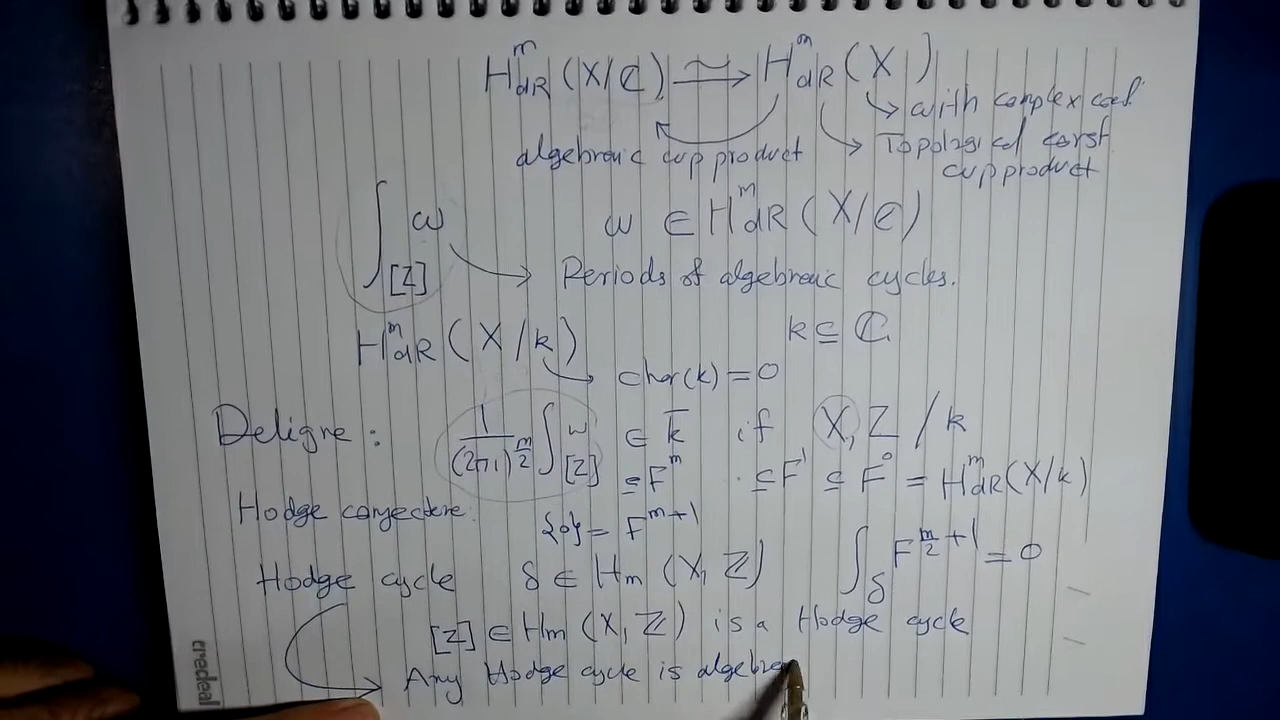 H^m_dR (X/ℂ) ⥲ H^m_dR (X)
→ with complex coef.
algebraic cup product → Topological const
cup product
∫_[Z] ω   ω ∈ H^m_dR (X/ℂ)
→ Periods of algebraic cycles.
H^m_dR (X/k)   k ⊆ ℂ
→ char(k) = 0
Deligne : 1/(2πi)^{m/2} ∫_[Z] ω ∈ k̄ if X, Z / k
⊆ F^m . ⊆ F^1 ⊆ F^0 = H^m_dR (X/k)
Hodge conjecture. {0} = F^{m+1}
Hodge cycle δ ∈ H_m (X, ℤ)   ∫_δ F^{m/2+1} = 0
[Z] ∈ H_m (X, ℤ) is a Hodge cycle
→ Any Hodge cycle is algebra
credeal